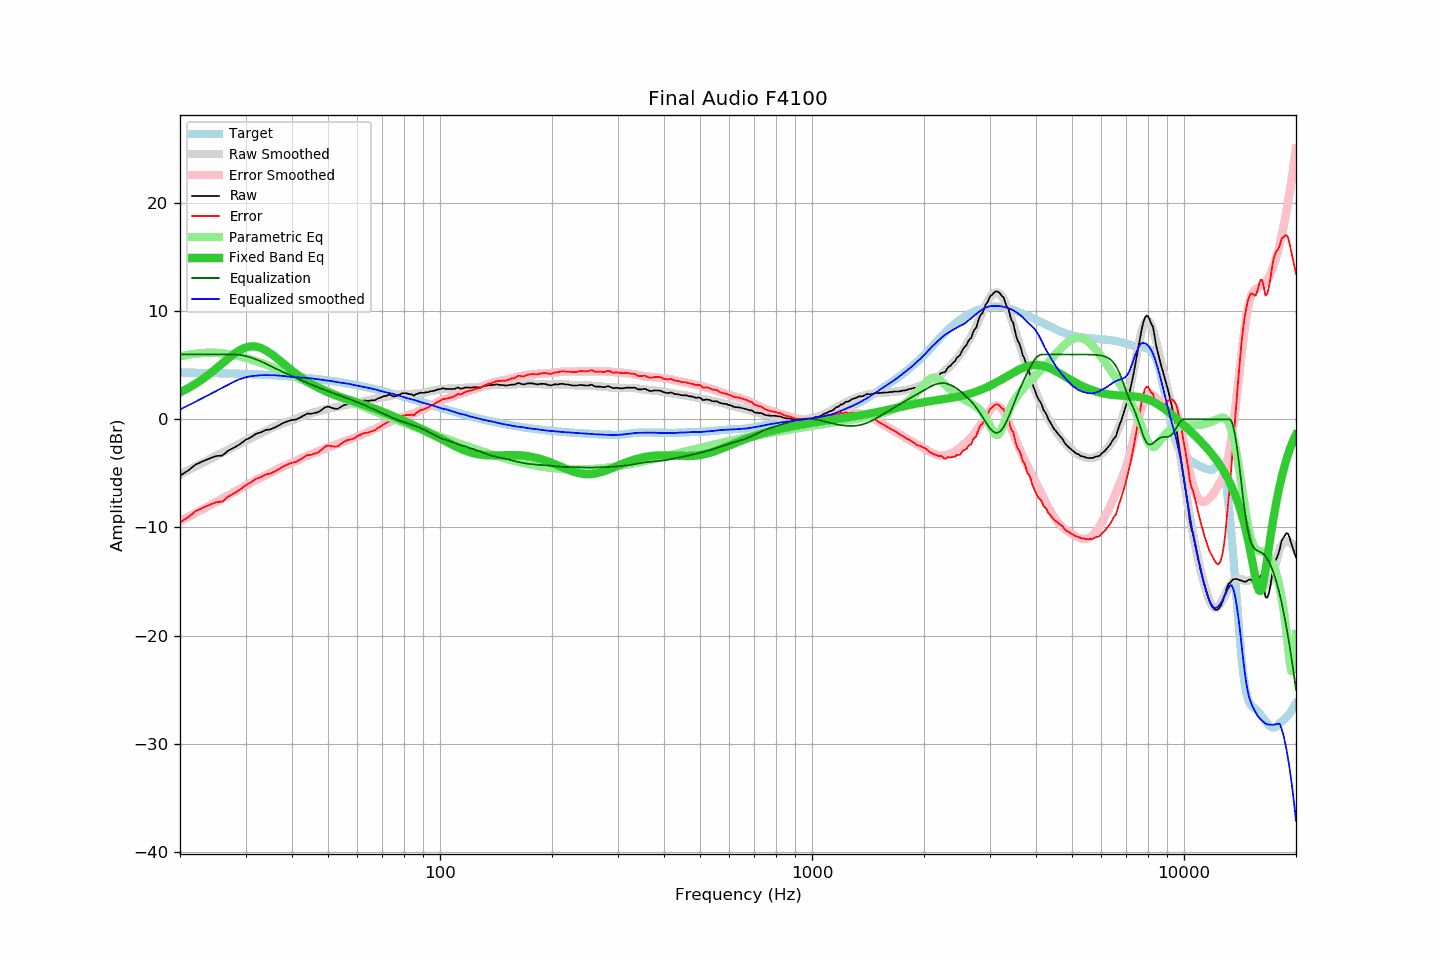 Final Audio F4100
Target
Raw Smoothed
Error Smoothed
Raw
Error
Parametric Eq
Fixed Band Eq
Equalization
Equalized smoothed
20
10
0
−10
−20
−30
−40
Amplitude (dBr)
100
1000
10000
Frequency (Hz)